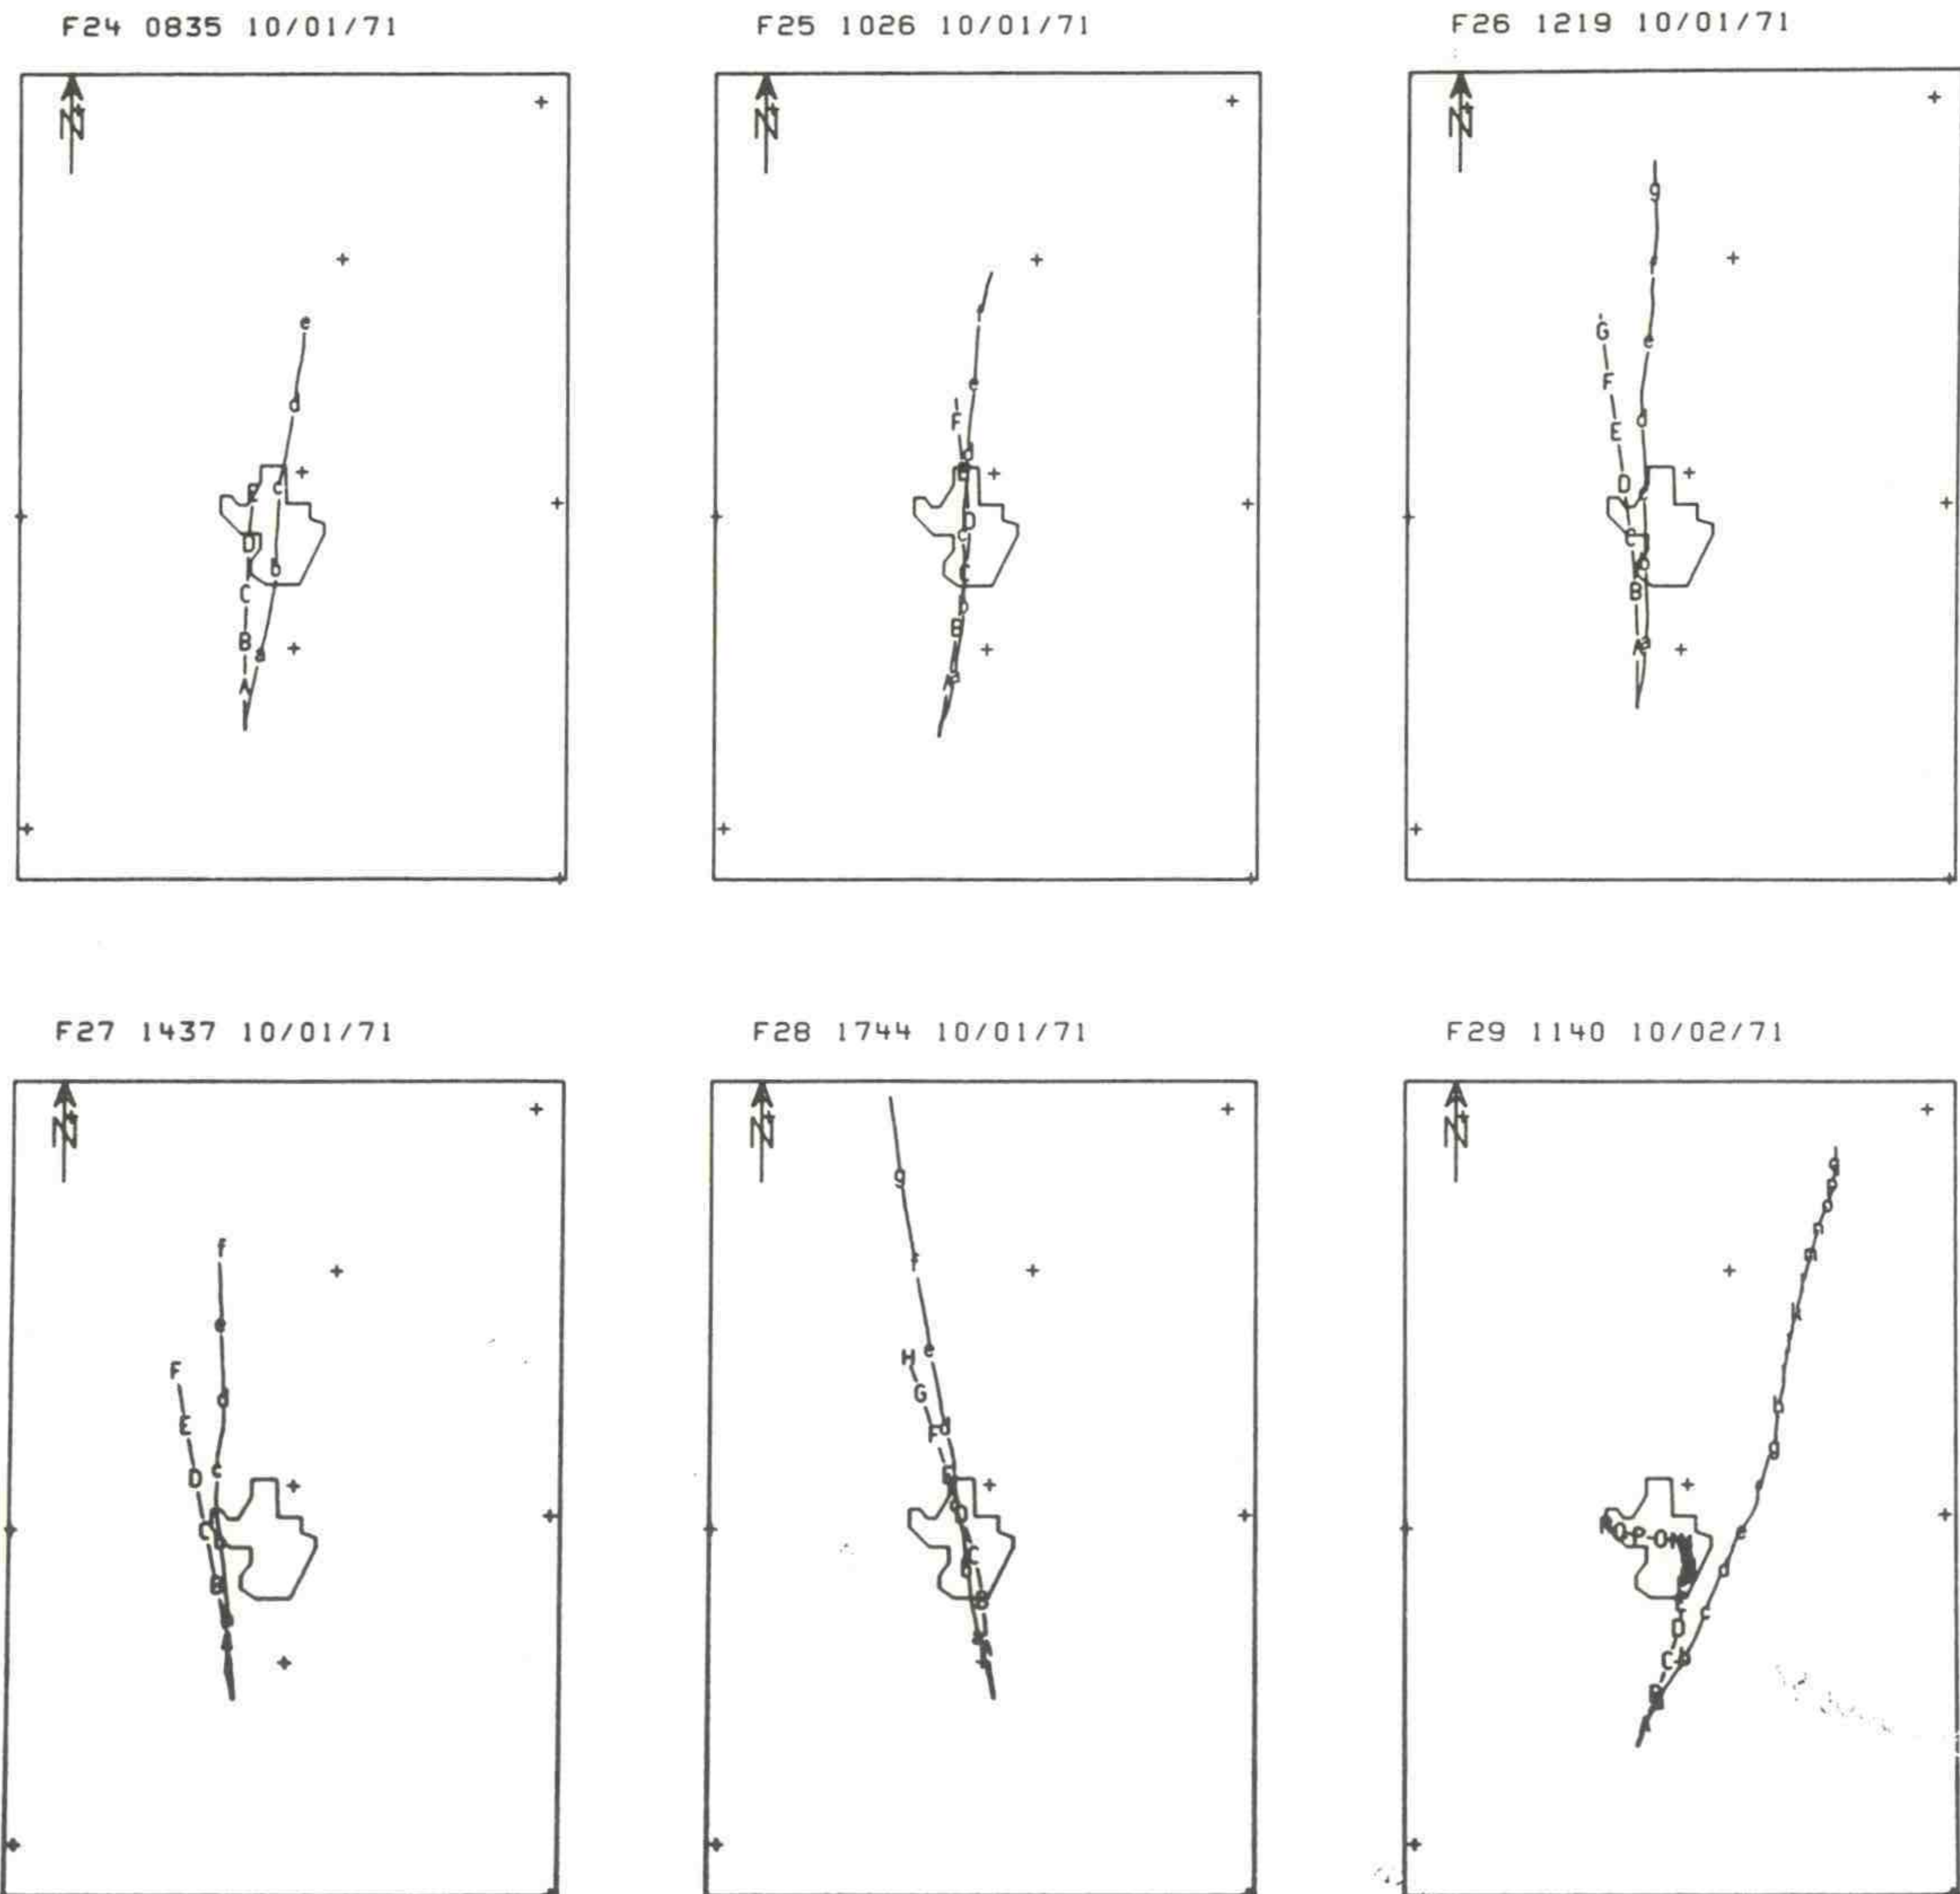 F24 0835 10/01/71
F25 1026 10/01/71
F26 1219 10/01/71
N
N
N
e
d
E c
D
b
C
B
a
A
f
e
F
d
E
D
c
C
b
B
a
A
g
f
G
e
F
d
E
D c
C
b
B
A a
F27 1437 10/01/71
F28 1744 10/01/71
F29 1140 10/02/71
N
N
N
f
e
F
d
E
c
D
C
b
B
a
A
g
f
H e
G
F d
E
c D
C
b
B
a
A
q
p
o
n
m
k
h
g
f
e
R Q P O N
d
c
D
C b
B
A